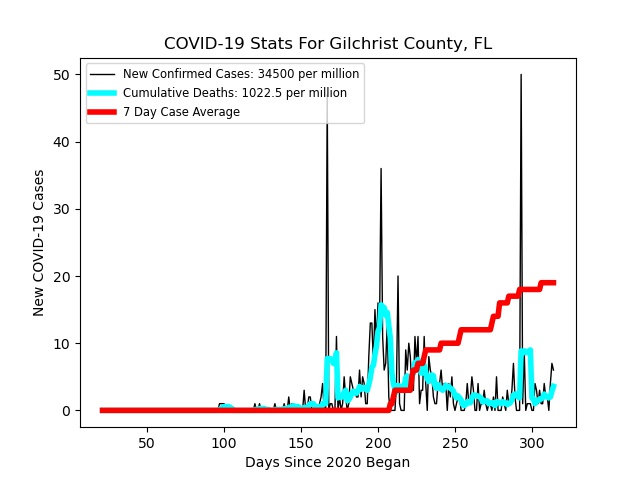 COVID-19 Stats For Gilchrist County, FL
New Confirmed Cases: 34500 per million
Cumulative Deaths: 1022.5 per million
7 Day Case Average
New COVID-19 Cases
50
40
30
20
10
0
50 100 150 200 250 300
Days Since 2020 Began